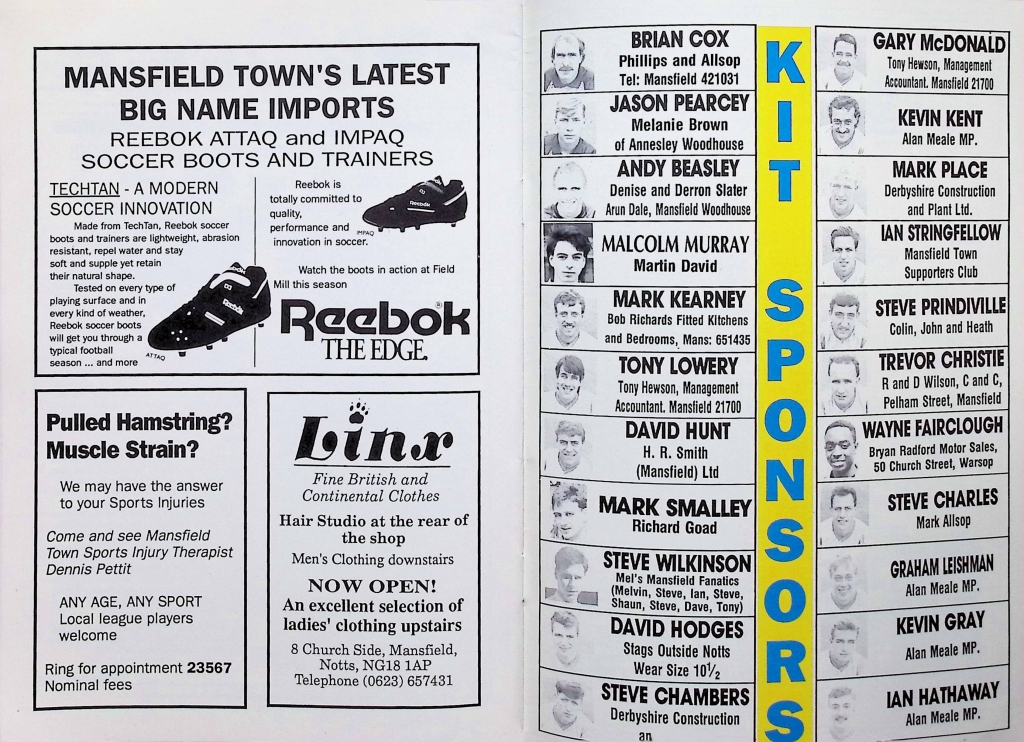 MANSFIELD TOWN'S LATEST
BIG NAME IMPORTS
REEBOK ATTAQ and IMPAQ
SOCCER BOOTS AND TRAINERS
TECHTAN - A MODERN
SOCCER INNOVATION
Made from TechTan, Reebok soccer
boots and trainers are lightweight, abrasion
resistant, repel water and stay
soft and supple yet retain
their natural shape.
Tested on every type of
playing surface and in
every kind of weather,
Reebok soccer boots
will get you through a
typical football
season ... and more
ATTAQ
Reebok is
totally committed to
quality,
performance and
innovation in soccer.
IMPAQ
Reebok
Watch the boots in action at Field
Mill this season
Reebok®
THE EDGE.
Pulled Hamstring?
Muscle Strain?
We may have the answer
to your Sports Injuries
Come and see Mansfield
Town Sports Injury Therapist
Dennis Pettit
ANY AGE, ANY SPORT
Local league players
welcome
Ring for appointment 23567
Nominal fees
Linx
Fine British and
Continental Clothes
Hair Studio at the rear of
the shop
Men's Clothing downstairs
NOW OPEN!
An excellent selection of
ladies' clothing upstairs
8 Church Side, Mansfield,
Notts, NG18 1AP
Telephone (0623) 657431
BRIAN COX
Phillips and Allsop
Tel: Mansfield 421031
JASON PEARCEY
Melanie Brown
of Annesley Woodhouse
ANDY BEASLEY
Denise and Derron Slater
Arun Dale, Mansfield Woodhouse
MALCOLM MURRAY
Martin David
MARK KEARNEY
Bob Richards Fitted Kitchens
and Bedrooms, Mans: 651435
TONY LOWERY
Tony Hewson, Management
Accountant. Mansfield 21700
DAVID HUNT
H. R. Smith
(Mansfield) Ltd
MARK SMALLEY
Richard Goad
STEVE WILKINSON
Mel's Mansfield Fanatics
(Melvin, Steve, Ian, Steve,
Shaun, Steve, Dave, Tony)
DAVID HODGES
Stags Outside Notts
Wear Size 10½
STEVE CHAMBERS
Derbyshire Construction
an
KIT SPONSORS
GARY McDONALD
Tony Hewson, Management
Accountant. Mansfield 21700
KEVIN KENT
Alan Meale MP.
MARK PLACE
Derbyshire Construction
and Plant Ltd.
IAN STRINGFELLOW
Mansfield Town
Supporters Club
STEVE PRINDIVILLE
Colin, John and Heath
TREVOR CHRISTIE
R and D Wilson, C and C,
Pelham Street, Mansfield
WAYNE FAIRCLOUGH
Bryan Radford Motor Sales,
50 Church Street, Warsop
STEVE CHARLES
Mark Allsop
GRAHAM LEISHMAN
Alan Meale MP.
KEVIN GRAY
Alan Meale MP.
IAN HATHAWAY
Alan Meale MP.